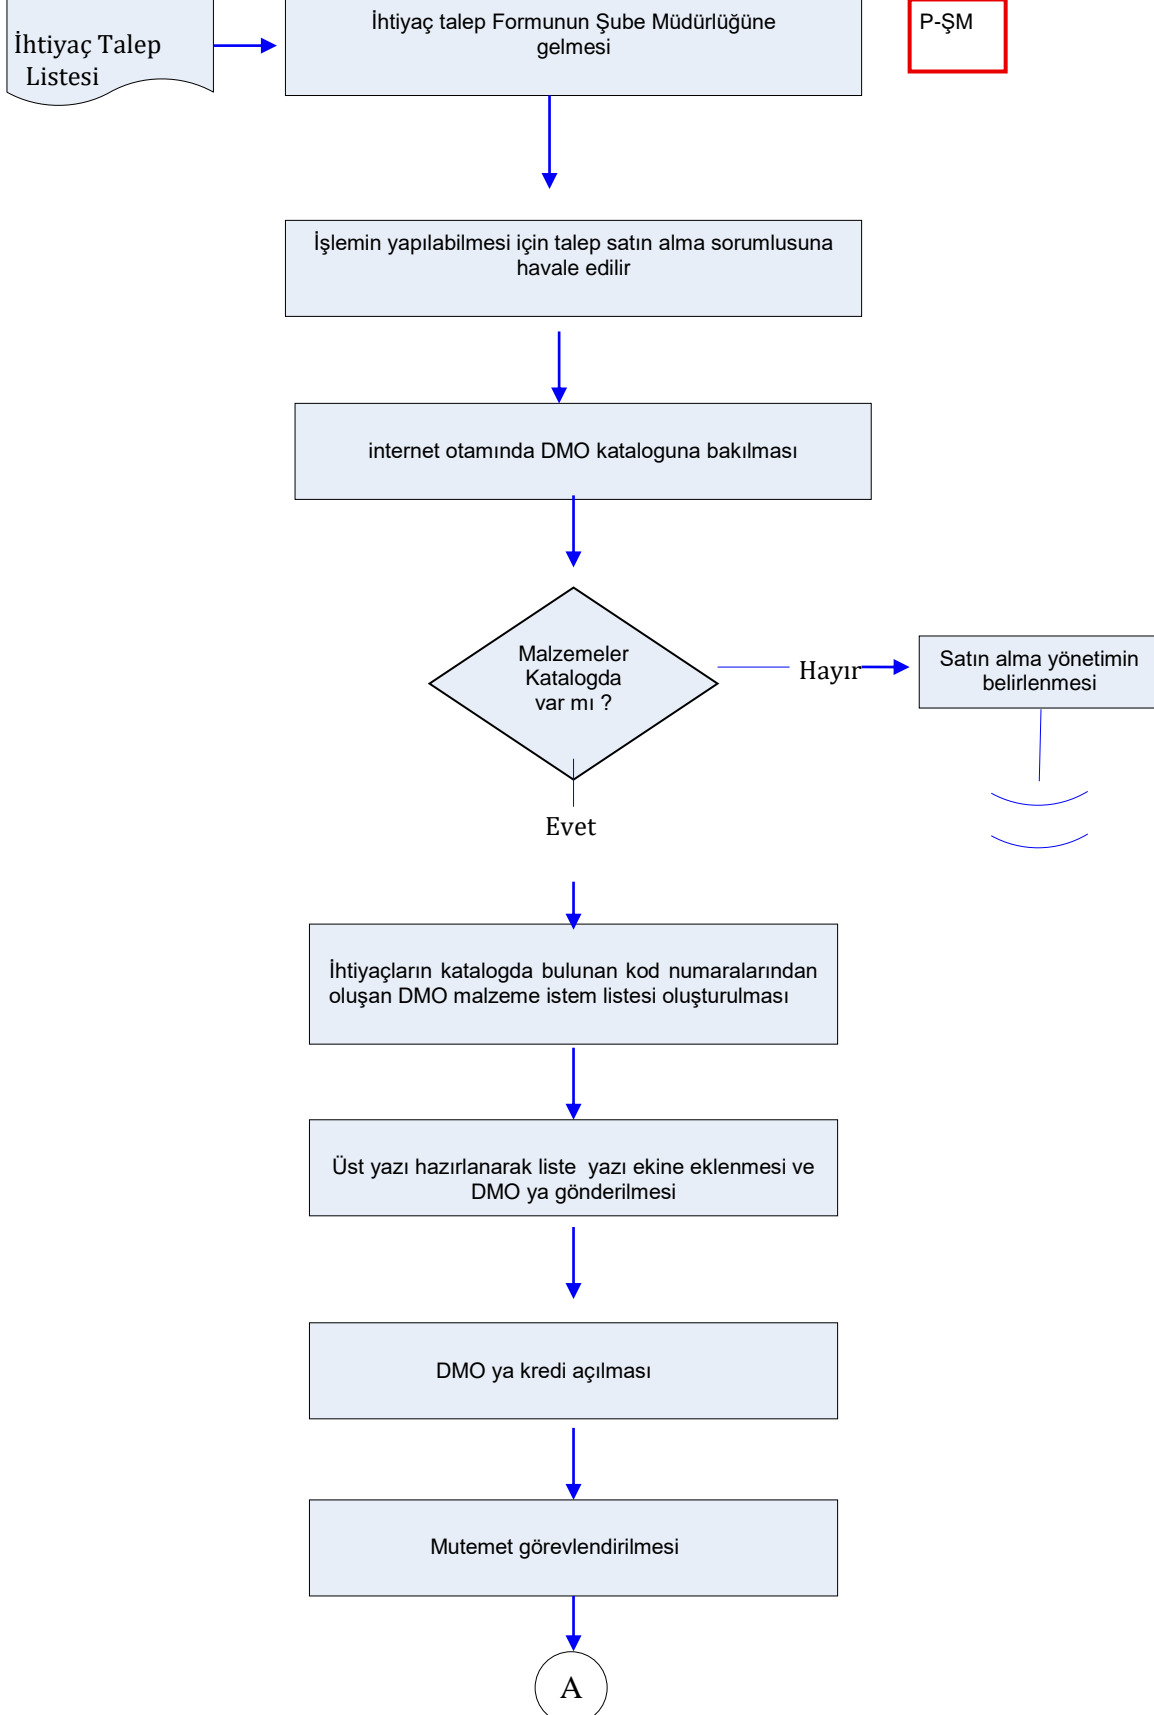 İhtiyaç Talep
Listesi
İhtiyaç talep Formunun Şube Müdürlüğüne
gelmesi
P-ŞM
İşlemin yapılabilmesi için talep satın alma sorumlusuna
havale edilir
internet otamında DMO kataloguna bakılması
Malzemeler
Katalogda
var mı ?
Hayır
Satın alma yönetimin
belirlenmesi
Evet
İhtiyaçların katalogda bulunan kod numaralarından
oluşan DMO malzeme istem listesi oluşturulması
Üst yazı hazırlanarak liste yazı ekine eklenmesi ve
DMO ya gönderilmesi
DMO ya kredi açılması
Mutemet görevlendirilmesi
A